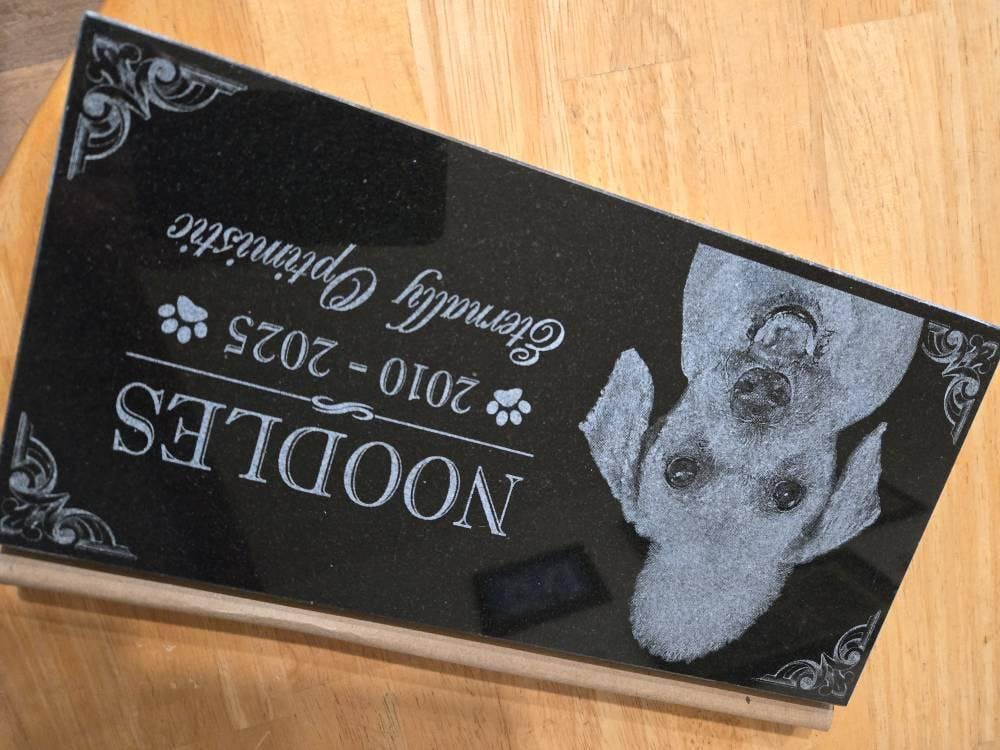 NOODLES
2010 - 2025
Eternally Optimistic